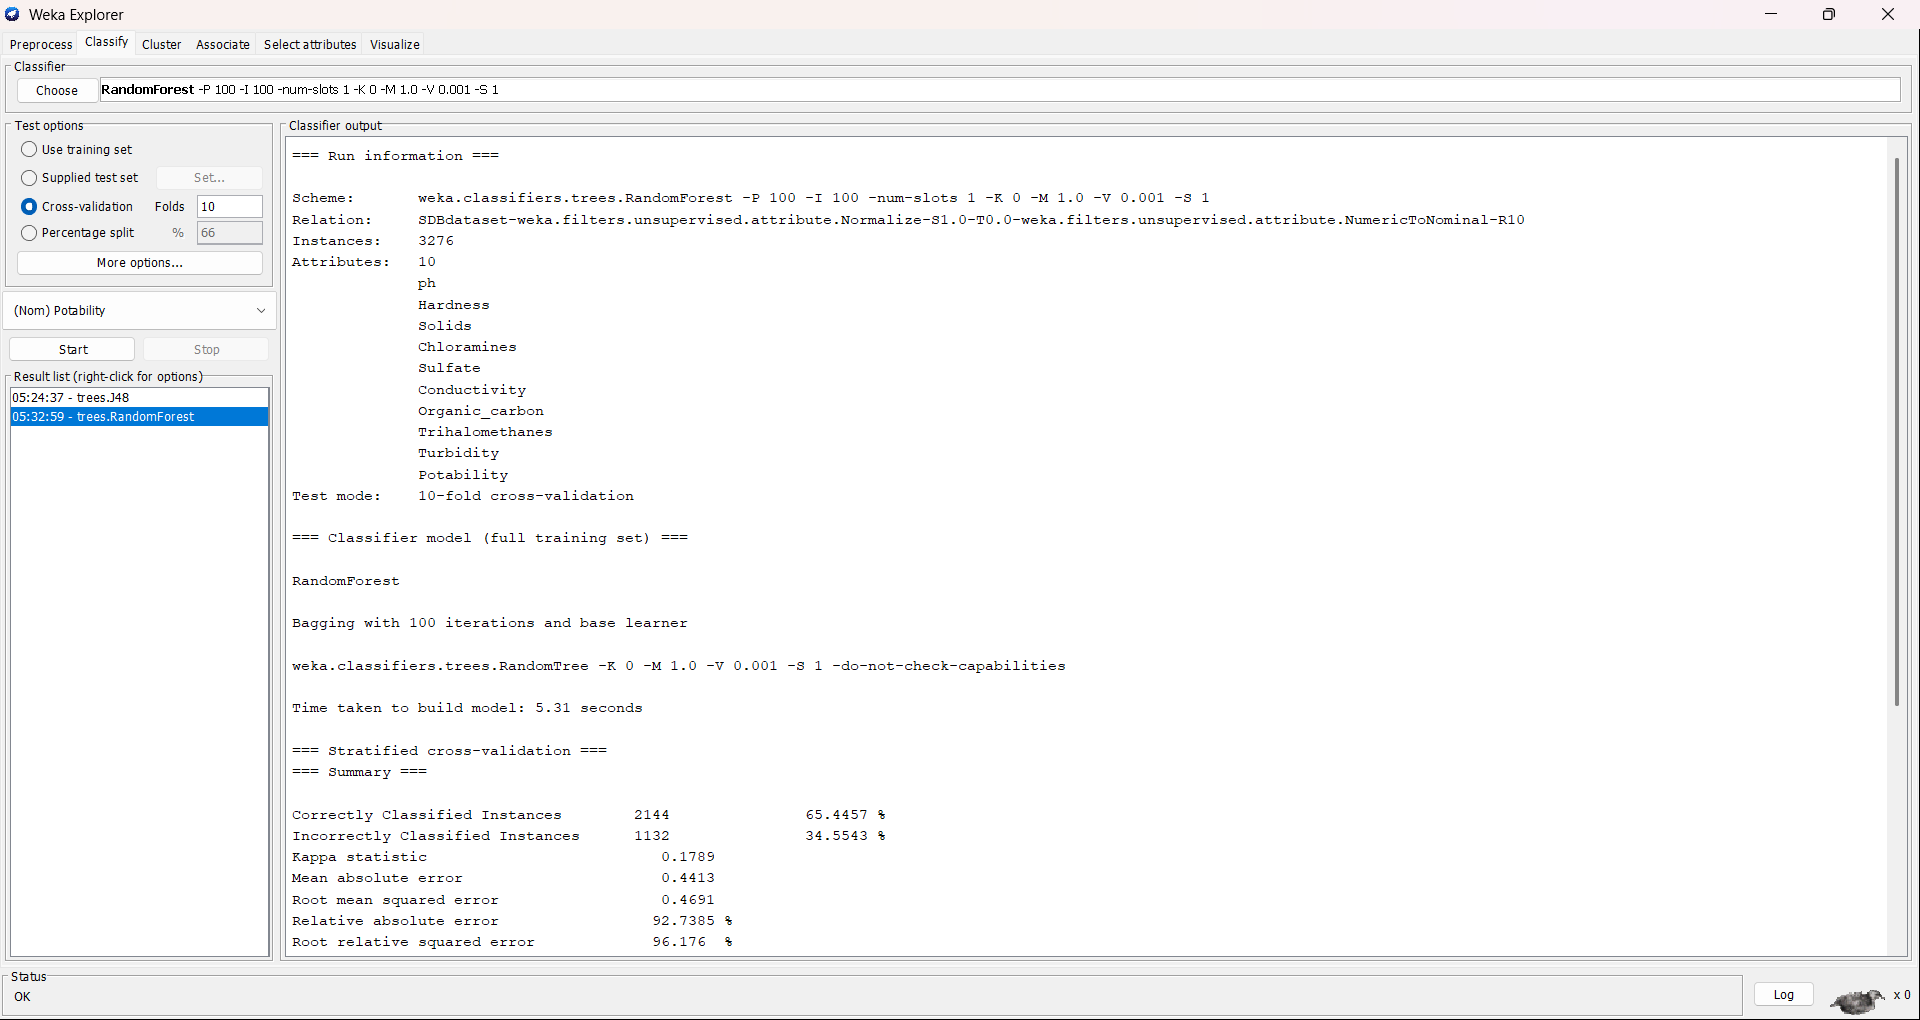 Weka Explorer
Preprocess Classify Cluster Associate Select attributes Visualize
Classifier
Choose RandomForest -P 100 -I 100 -num-slots 1 -K 0 -M 1.0 -V 0.001 -S 1
Test options
Use training set
Supplied test set Set...
Cross-validation Folds 10
Percentage split % 66
More options...
(Nom) Potability
Start Stop
Result list (right-click for options)
05:24:37 - trees.J48
05:32:59 - trees.RandomForest
Classifier output
=== Run information ===
Scheme: weka.classifiers.trees.RandomForest -P 100 -I 100 -num-slots 1 -K 0 -M 1.0 -V 0.001 -S 1
Relation: SDBdataset-weka.filters.unsupervised.attribute.Normalize-S1.0-T0.0-weka.filters.unsupervised.attribute.NumericToNominal-R10
Instances: 3276
Attributes: 10
ph
Hardness
Solids
Chloramines
Sulfate
Conductivity
Organic_carbon
Trihalomethanes
Turbidity
Potability
Test mode: 10-fold cross-validation
=== Classifier model (full training set) ===
RandomForest
Bagging with 100 iterations and base learner
weka.classifiers.trees.RandomTree -K 0 -M 1.0 -V 0.001 -S 1 -do-not-check-capabilities
Time taken to build model: 5.31 seconds
=== Stratified cross-validation ===
=== Summary ===
Correctly Classified Instances 2144 65.4457 %
Incorrectly Classified Instances 1132 34.5543 %
Kappa statistic 0.1789
Mean absolute error 0.4413
Root mean squared error 0.4691
Relative absolute error 92.7385 %
Root relative squared error 96.176 %
Status
OK
Log x 0